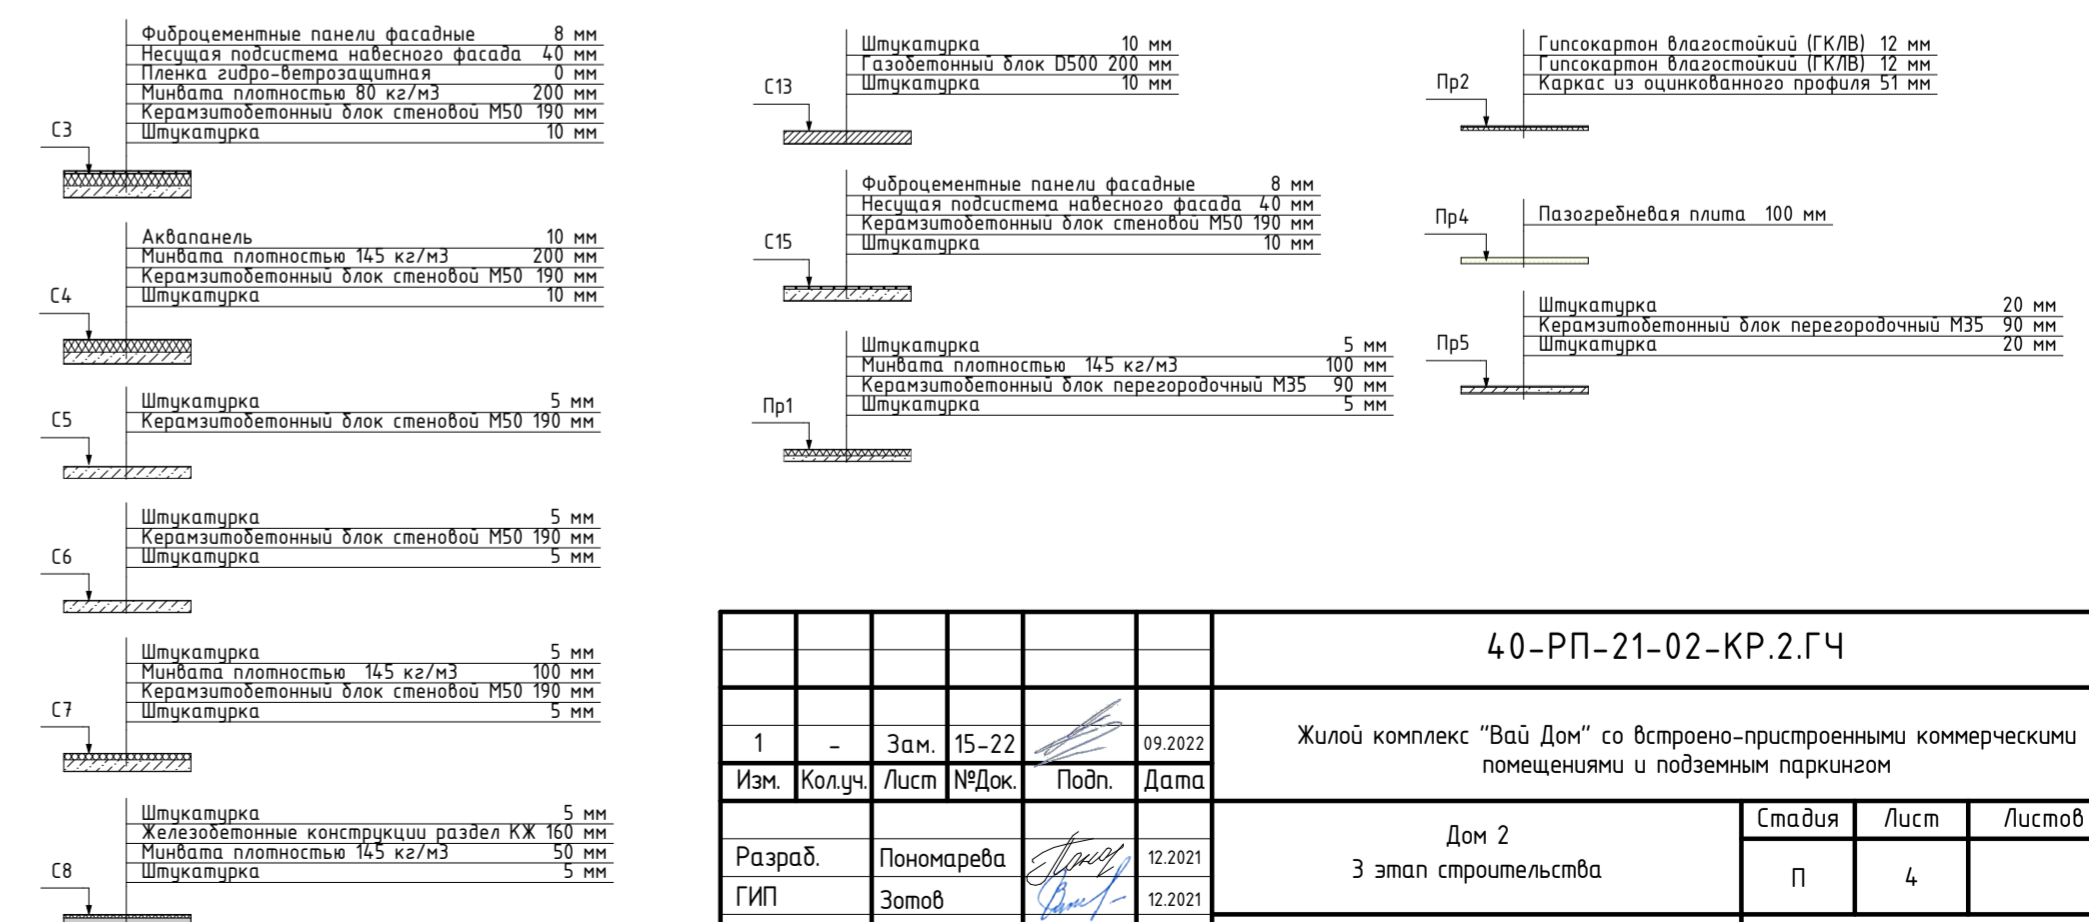 Фиброцементные панели фасадные 8 мм
Несущая подсистема навесного фасада 40 мм
Пленка гидро-ветрозащитная 0 мм
Минвата плотностью 80 кг/м3 200 мм
Керамзитобетонный блок стеновой М50 190 мм
С3 Штукатурка 10 мм
Аквапанель 10 мм
Минвата плотностью 145 кг/м3 200 мм
Керамзитобетонный блок стеновой М50 190 мм
С4 Штукатурка 10 мм
Штукатурка 5 мм
С5 Керамзитобетонный блок стеновой М50 190 мм
Штукатурка 5 мм
Керамзитобетонный блок стеновой М50 190 мм
С6 Штукатурка 5 мм
Штукатурка 5 мм
Минвата плотностью 145 кг/м3 100 мм
Керамзитобетонный блок стеновой М50 190 мм
С7 Штукатурка 5 мм
Штукатурка 5 мм
Железобетонные конструкции раздел КЖ 160 мм
Минвата плотностью 145 кг/м3 50 мм
С8 Штукатурка 5 мм
Штукатурка 10 мм
Газобетонный блок D500 200 мм
С13 Штукатурка 10 мм
Фиброцементные панели фасадные 8 мм
Несущая подсистема навесного фасада 40 мм
Керамзитобетонный блок стеновой М50 190 мм
С15 Штукатурка 10 мм
Штукатурка 5 мм
Минвата плотностью 145 кг/м3 100 мм
Керамзитобетонный блок перегородочный М35 90 мм
Пр1 Штукатурка 5 мм
Гипсокартон влагостойкий (ГКЛВ) 12 мм
Гипсокартон влагостойкий (ГКЛВ) 12 мм
Пр2 Каркас из оцинкованного профиля 51 мм
Пр4 Пазогребневая плита 100 мм
Штукатурка 20 мм
Керамзитобетонный блок перегородочный М35 90 мм
Пр5 Штукатурка 20 мм
40-РП-21-02-КР.2.ГЧ
1 - Зам. 15-22 09.2022
Изм. Кол.уч. Лист №Док. Подп. Дата
Жилой комплекс "Вай Дом" со встроено-пристроенными коммерческими
помещениями и подземным паркингом
Разраб. Пономарева 12.2021
ГИП Зотов 12.2021
Дом 2
3 этап строительства
Стадия Лист Листов
П 4